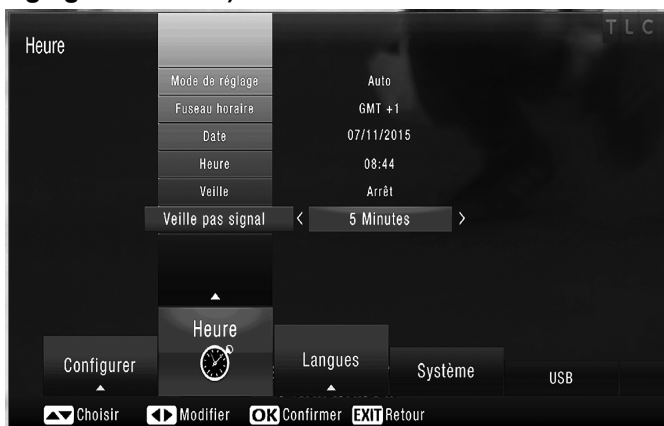 TLC
Heure
Mode de réglage Auto
Fuseau horaire GMT +1
Date 07/11/2015
Heure 08:44
Veille Arrêt
Veille pas signal < 5 Minutes >
Configurer Heure Langues Système USB
Choisir Modifier OK Confirmer EXIT Retour